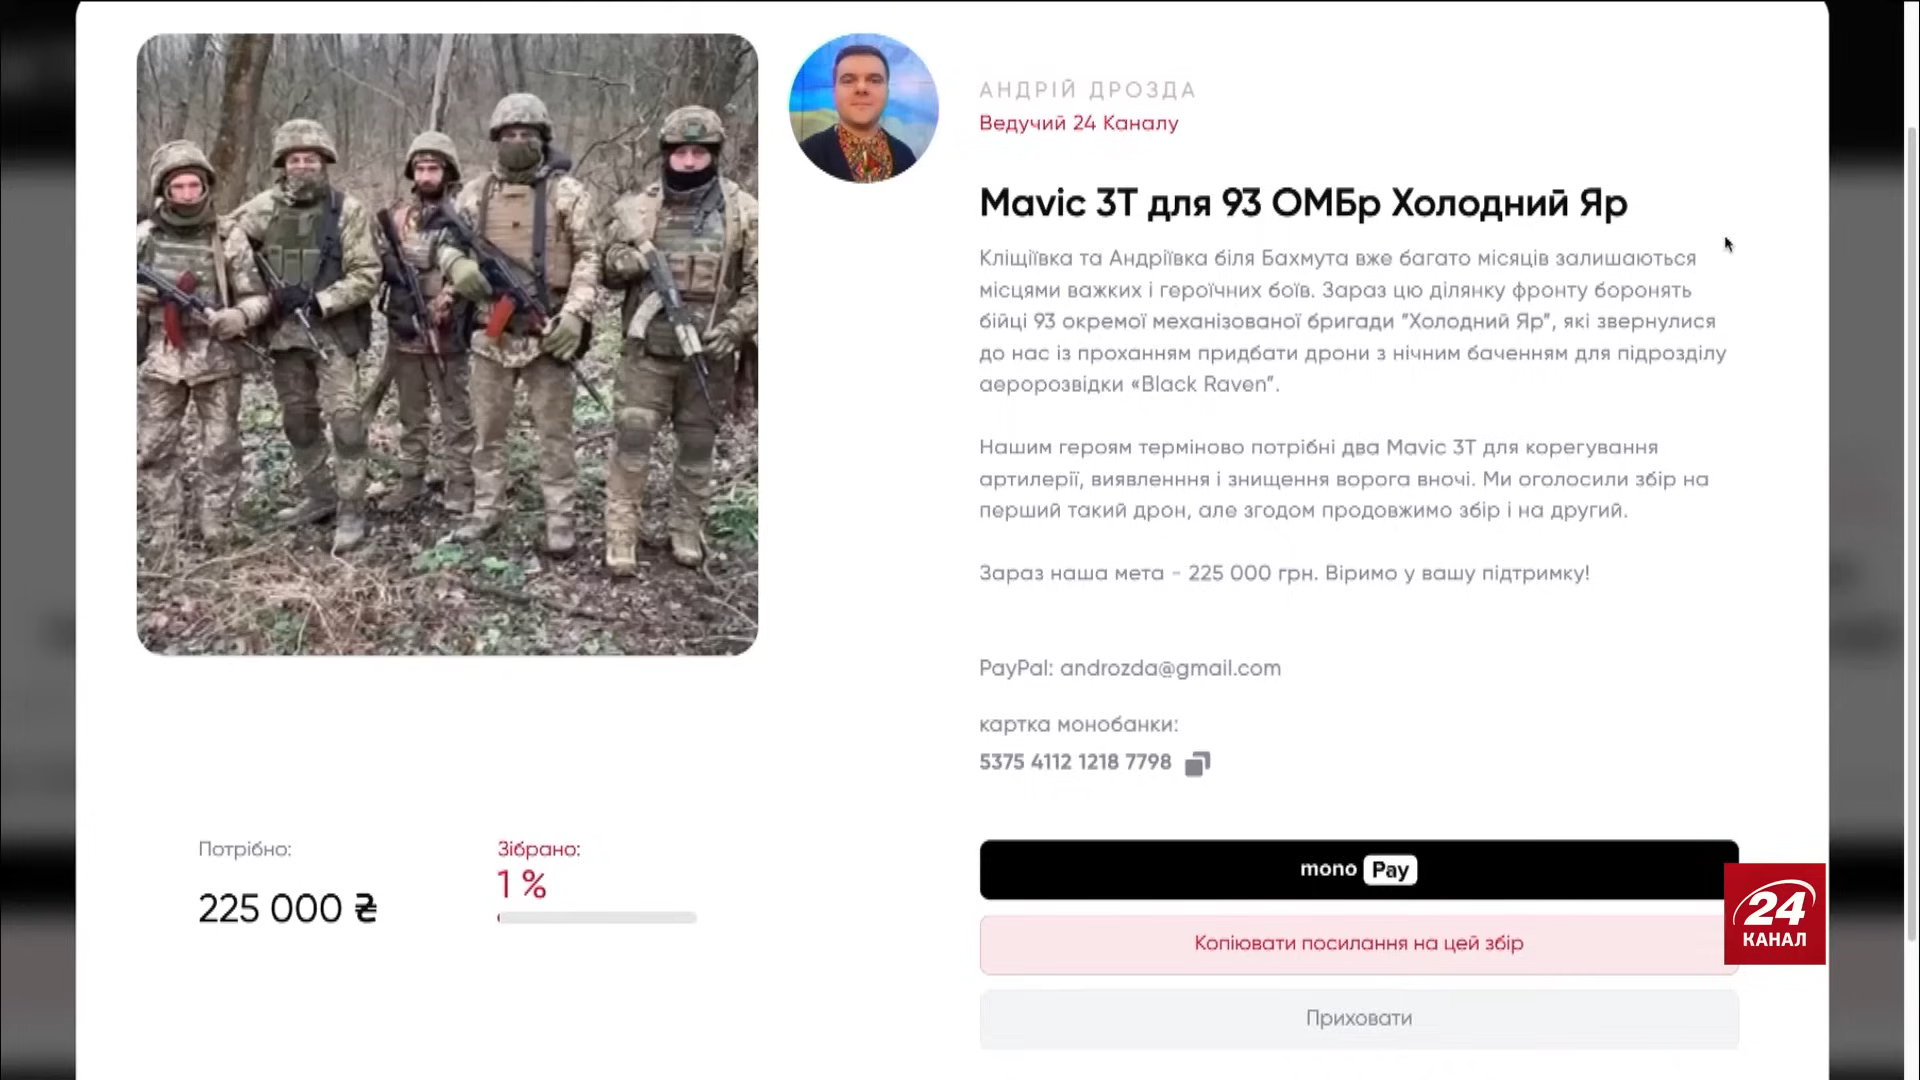 АНДРІЙ ДРОЗДА
Ведучий 24 Каналу
Mavic 3T для 93 ОМБр Холодний Яр
Кліщіївка та Андріївка біля Бахмута вже багато місяців залишаються
місцями важких і героїчних боїв. Зараз цю ділянку фронту боронять
бійці 93 окремої механізованої бригади "Холодний Яр", які звернулися
до нас із проханням придбати дрони з нічним баченням для підрозділу
аеророзвідки «Black Raven".
Нашим героям терміново потрібні два Mavic 3T для корегування
артилерії, виявленння і знищення ворога вночі. Ми оголосили збір на
перший такий дрон, але згодом продовжимо збір і на другий.
Зараз наша мета - 225 000 грн. Віримо у вашу підтримку!
PayPal: androzda@gmail.com
картка монобанки:
5375 4112 1218 7798
Потрібно:
225 000 ₴
Зібрано:
1 %
mono Pay
Копіювати посилання на цей збір
Приховати
24
КАНАЛ